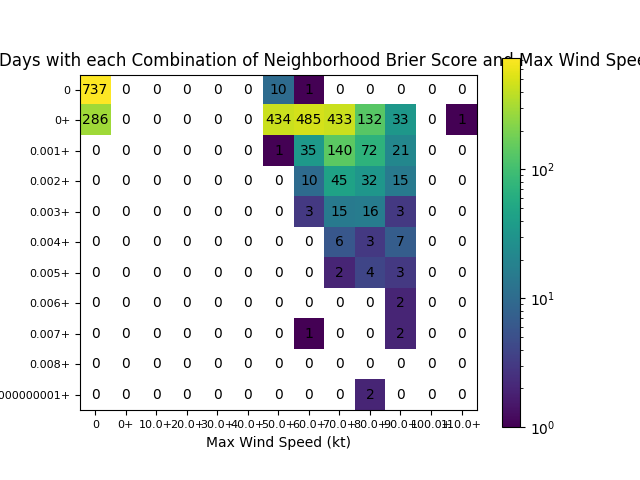 Days with each Combination of Neighborhood Brier Score and Max Wind Spee
0 737 0 0 0 0 0 10 1 0 0 0 0 0
0+ 286 0 0 0 0 0 434 485 433 132 33 0 1
0.001+ 0 0 0 0 0 0 1 35 140 72 21 0 0
0.002+ 0 0 0 0 0 0 0 10 45 32 15 0 0
0.003+ 0 0 0 0 0 0 0 3 15 16 3 0 0
0.004+ 0 0 0 0 0 0 0 0 6 3 7 0 0
0.005+ 0 0 0 0 0 0 0 0 2 4 3 0 0
0.006+ 0 0 0 0 0 0 0 0 0 0 2 0 0
0.007+ 0 0 0 0 0 0 0 1 0 0 2 0 0
0.008+ 0 0 0 0 0 0 0 0 0 0 0 0 0
000000001+ 0 0 0 0 0 0 0 0 0 2 0 0 0
0 0+ 10.0+ 20.0+ 30.0+ 40.0+ 50.0+ 60.0+ 70.0+ 80.0+ 90.0+ 100.0+ 110.0+
Max Wind Speed (kt)
10²
10¹
10⁰